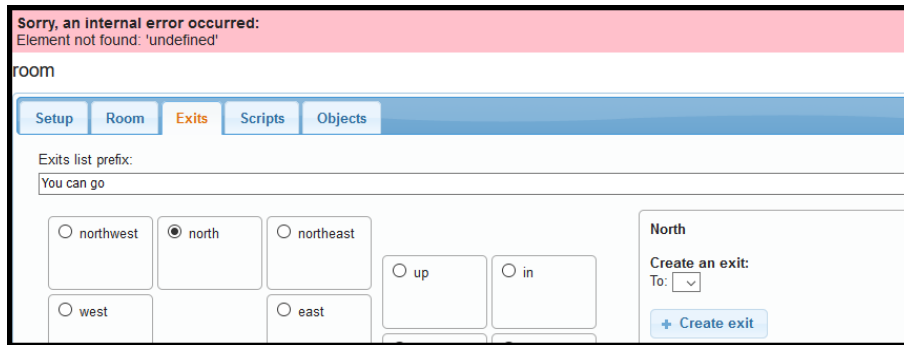 Sorry, an internal error occurred:
Element not found: 'undefined'
room
Setup Room Exits Scripts Objects
Exits list prefix:
You can go
northwest north northeast
up in
west east
North
Create an exit:
To:
+ Create exit